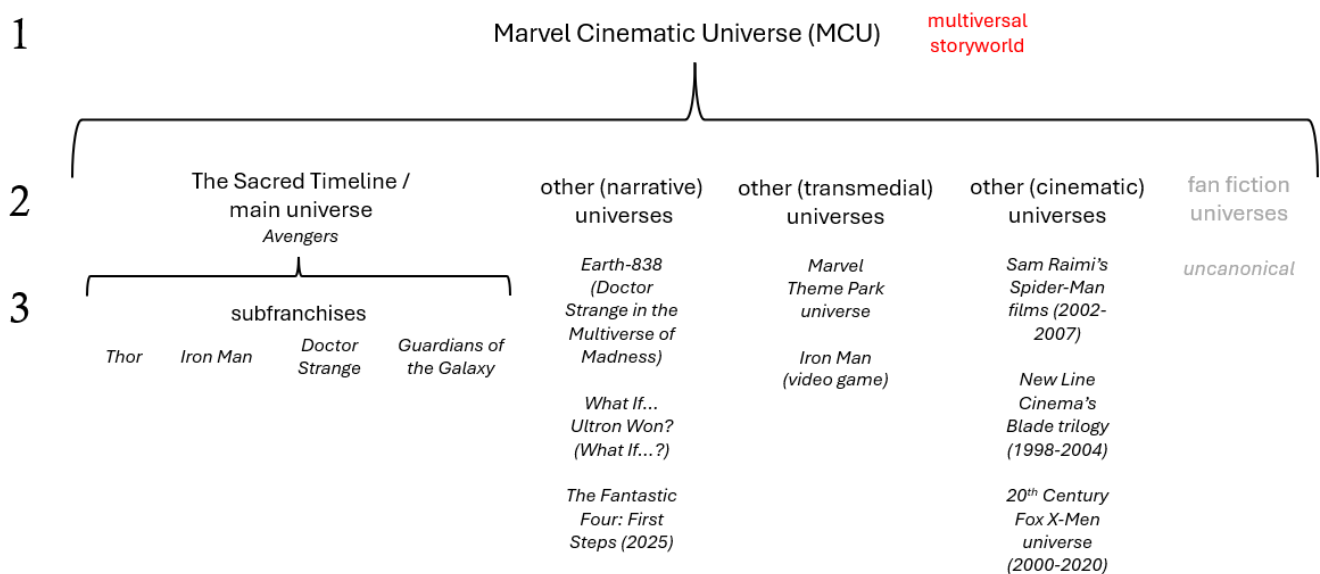 1
Marvel Cinematic Universe (MCU)
multiversal
storyworld
2
The Sacred Timeline /
main universe
Avengers
other (narrative)
universes
other (transmedial)
universes
other (cinematic)
universes
fan fiction
universes
3
subfranchises
Thor
Iron Man
Doctor
Strange
Guardians of
the Galaxy
Earth-838
(Doctor
Strange in the
Multiverse of
Madness)
What If...
Ultron Won?
(What If...?)
The Fantastic
Four: First
Steps (2025)
Marvel
Theme Park
universe
Iron Man
(video game)
Sam Raimi's
Spider-Man
films (2002-
2007)
New Line
Cinema's
Blade trilogy
(1998-2004)
20th Century
Fox X-Men
universe
(2000-2020)
uncanonical